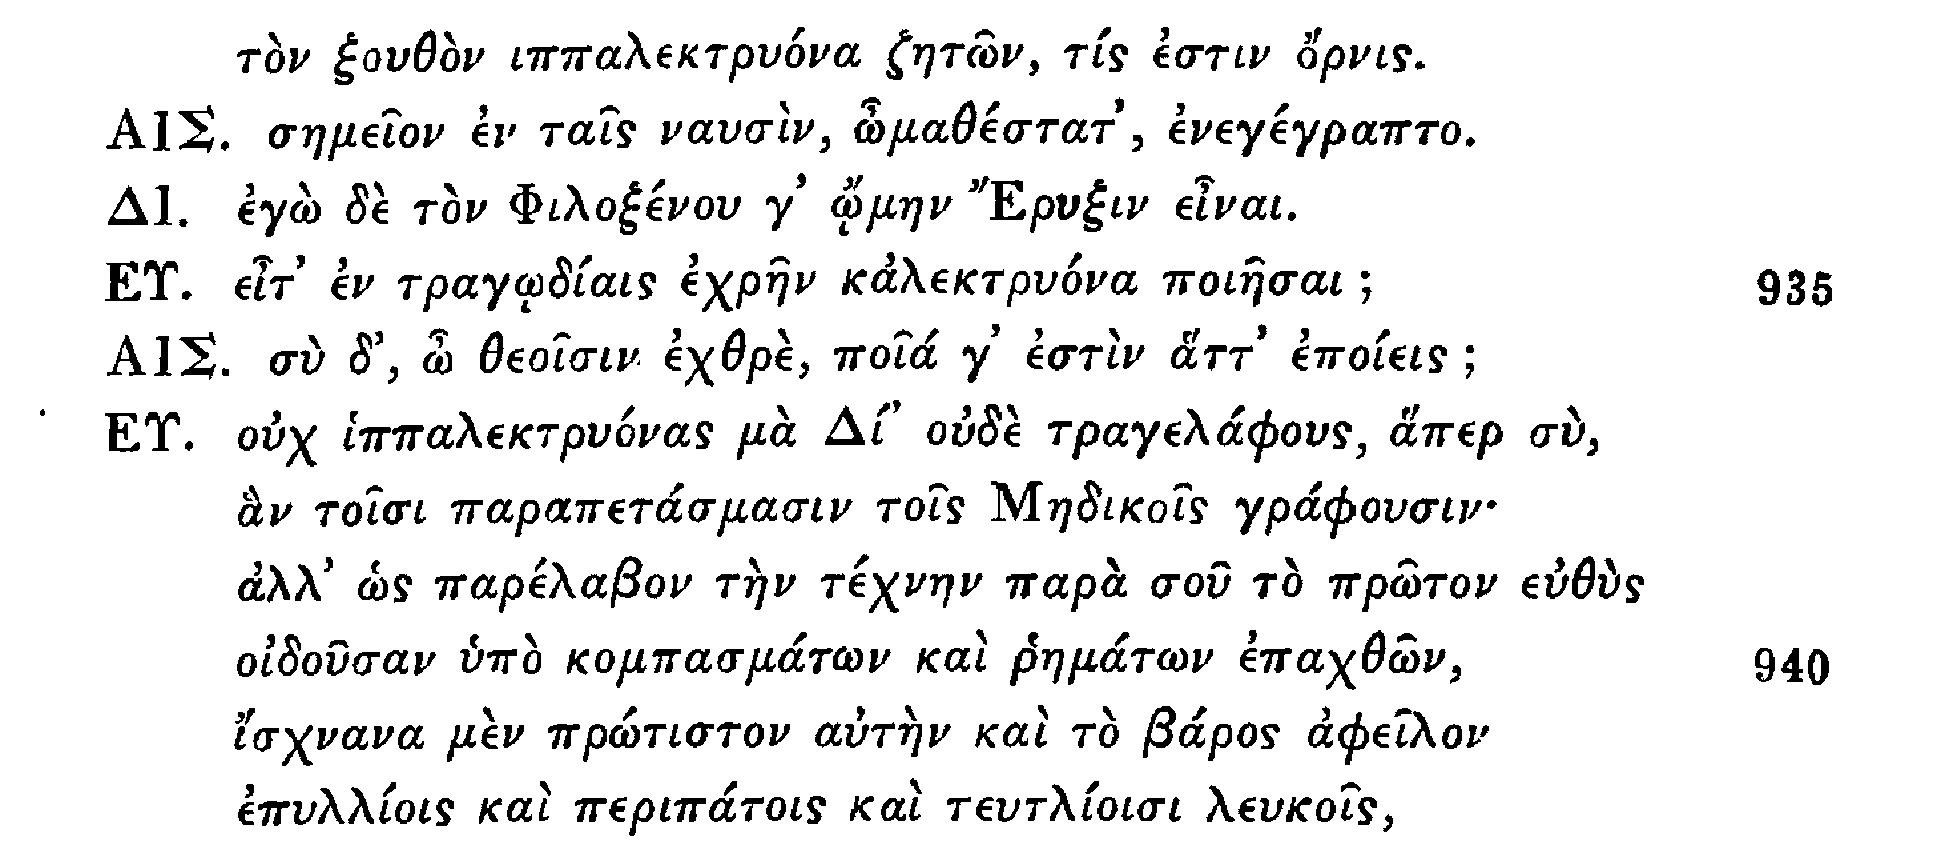 τὸν ξουθὸν ιππαλεκτρυόνα ζητῶν, τίς ἐστιν ὄρνις.
ΑΙΣ. σημεῖον ἐν ταῖς ναυσὶν, ὦμαθέστατ’, ἐνεγέγραπτο.
ΔΙ. ἐγὼ δὲ τὸν Φιλοξένου γ’ ᾤμην Ἔρυξιν εἶναι.
ΕΥ. εἶτ’ ἐν τραγῳδίαις ἐχρῆν κἀλεκτρυόνα ποιῆσαι ; 935
ΑΙΣ. σὺ δ’, ὦ θεοῖσιν ἐχθρὲ, ποῖά γ’ ἐστὶν ἅττ’ ἐποίεις ;
ΕΥ. οὐχ ἱππαλεκτρυόνας μὰ Δί’ οὐδὲ τραγελάφους, ἅπερ σὺ,
ἃν τοῖσι παραπετάσμασιν τοῖς Μηδικοῖς γράφουσιν·
ἀλλ’ ὡς παρέλαβον τὴν τέχνην παρὰ σοῦ τὸ πρῶτον εὐθὺς
οἰδοῦσαν ὑπὸ κομπασμάτων καὶ ῥημάτων ἐπαχθῶν, 940
ἴσχνανα μὲν πρώτιστον αὐτὴν καὶ τὸ βάρος ἀφεῖλον
ἐπυλλίοις καὶ περιπάτοις καὶ τευτλίοισι λευκοῖς,